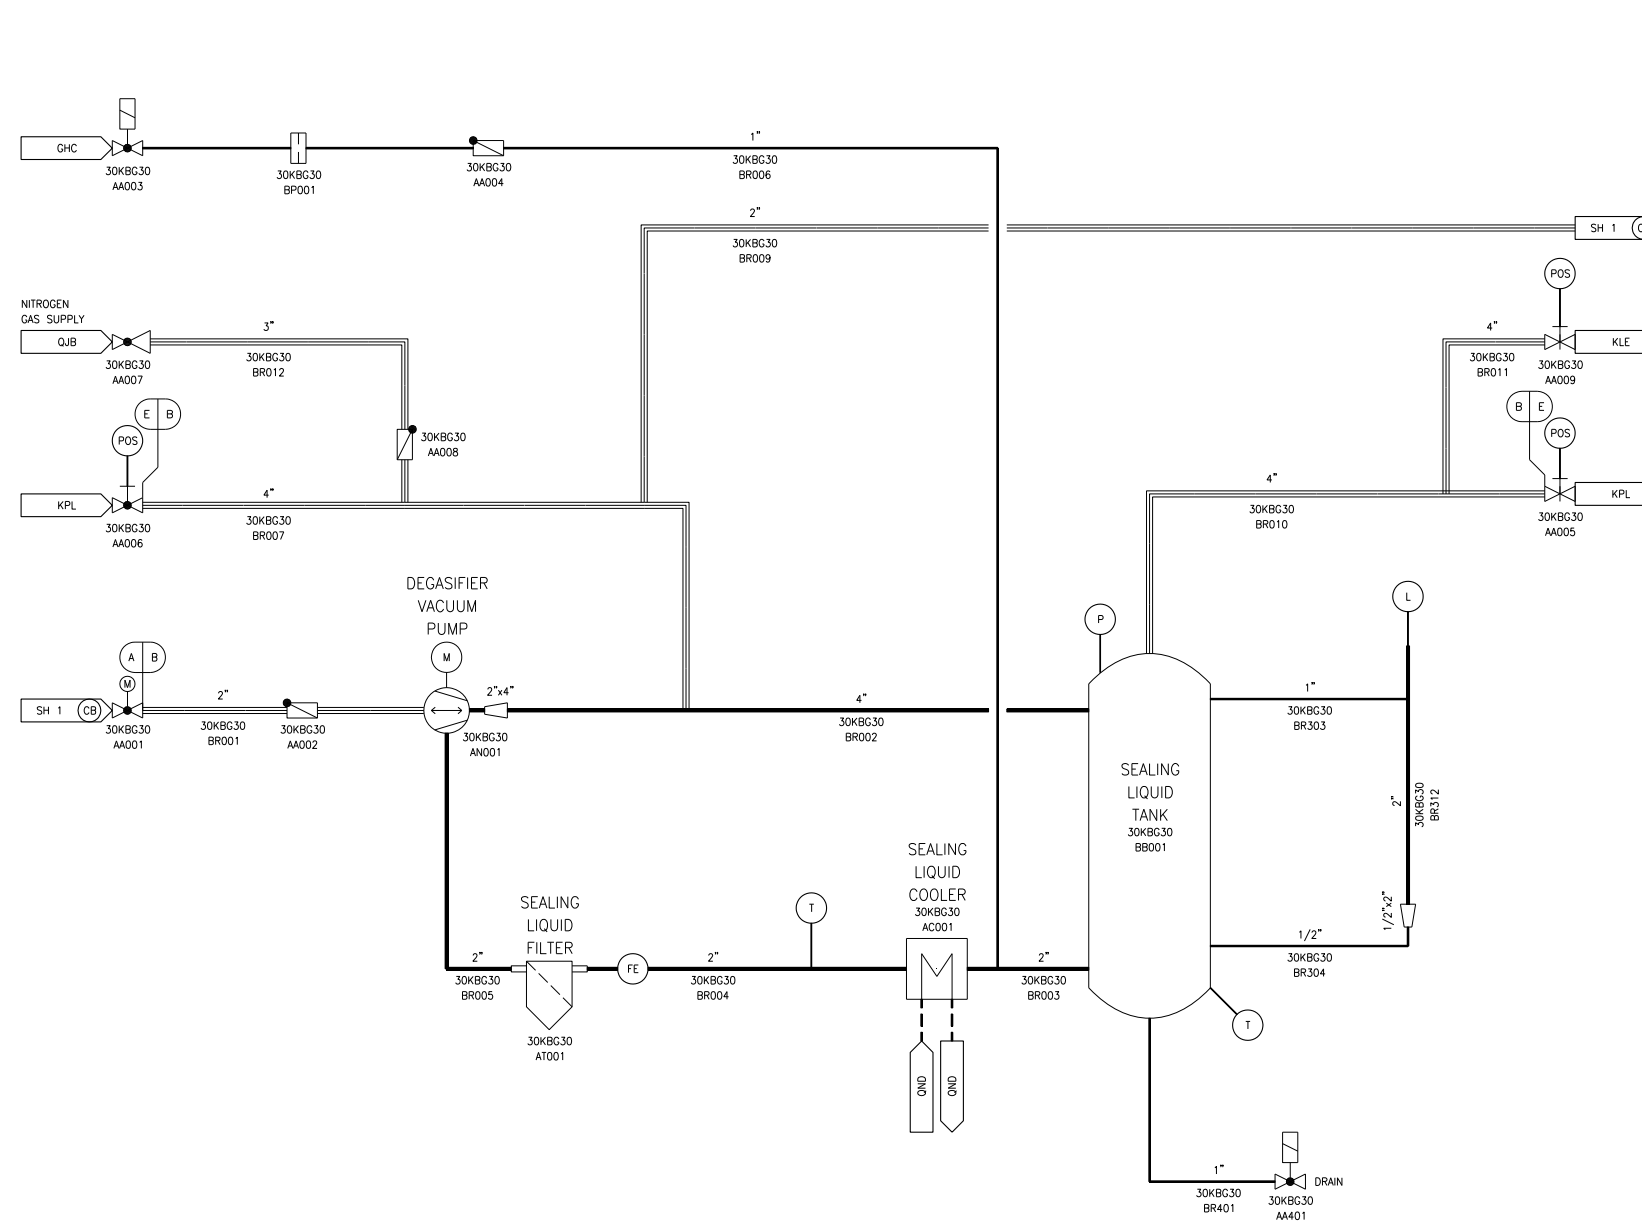 1"
GHC
30KBG30
AA003
30KBG30
BP001
30KBG30
AA004
30KBG30
BR006
2"
30KBG30
BR009
SH 1
POS
NITROGEN
GAS SUPPLY
QJB
30KBG30
AA007
3"
30KBG30
BR012
4"
30KBG30
BR011
KLE
30KBG30
AA009
E B
POS
30KBG30
AA008
B E
POS
KPL
30KBG30
AA006
4"
30KBG30
BR007
4"
30KBG30
BR010
KPL
30KBG30
AA005
DEGASIFIER
VACUUM
PUMP
M
P
L
A B
M
SH 1 CB
30KBG30
AA001
2"
30KBG30
BR001
30KBG30
AA002
2"x4"
30KBG30
AN001
4"
30KBG30
BR002
1"
30KBG30
BR303
SEALING
LIQUID
TANK
30KBG30
BB001
2"
30KBG30
BR312
1/2"x2"
1/2"
30KBG30
BR304
SEALING
LIQUID
COOLER
30KBG30
AC001
SEALING
LIQUID
FILTER
T
2"
30KBG30
BR005
FE
2"
30KBG30
BR004
2"
30KBG30
BR003
30KBG30
AT001
T
QND
QND
1"
30KBG30
BR401
DRAIN
30KBG30
AA401